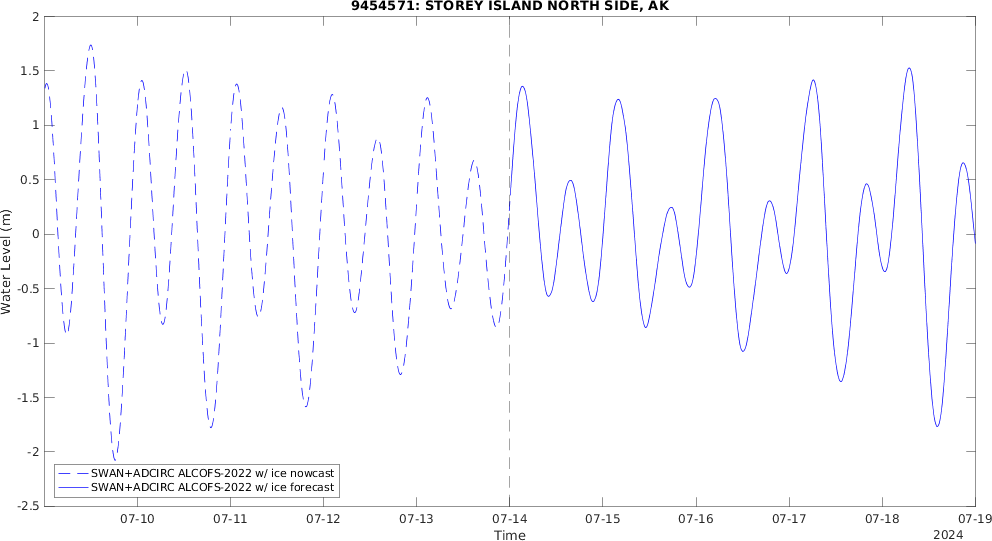 9454571: STOREY ISLAND NORTH SIDE, AK
2
1.5
1
0.5
0
-0.5
-1
-1.5
-2
-2.5
Water Level (m)
SWAN+ADCIRC ALCOFS-2022 w/ ice nowcast
SWAN+ADCIRC ALCOFS-2022 w/ ice forecast
07-10 07-11 07-12 07-13 07-14 07-15 07-16 07-17 07-18 07-19
Time
2024